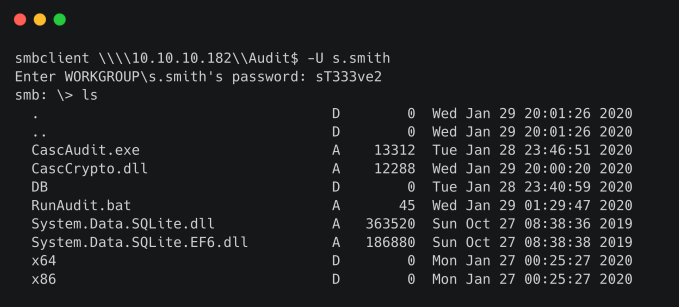 smbclient \\\\10.10.10.182\\Audit$ -U s.smith
Enter WORKGROUP\s.smith's password: sT333ve2
smb: \> ls
  .                                   D        0  Wed Jan 29 20:01:26 2020
  ..                                  D        0  Wed Jan 29 20:01:26 2020
  CascAudit.exe                       A    13312  Tue Jan 28 23:46:51 2020
  CascCrypto.dll                      A    12288  Wed Jan 29 20:00:20 2020
  DB                                  D        0  Tue Jan 28 23:40:59 2020
  RunAudit.bat                        A       45  Wed Jan 29 01:29:47 2020
  System.Data.SQLite.dll              A   363520  Sun Oct 27 08:38:36 2019
  System.Data.SQLite.EF6.dll          A   186880  Sun Oct 27 08:38:38 2019
  x64                                 D        0  Mon Jan 27 00:25:27 2020
  x86                                 D        0  Mon Jan 27 00:25:27 2020